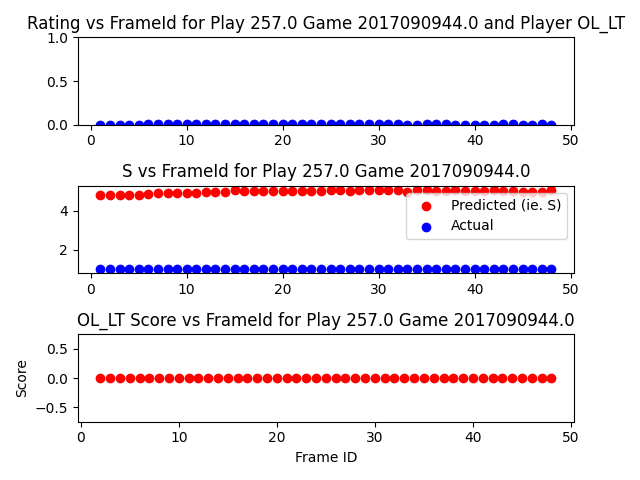 Rating vs FrameId for Play 257.0 Game 2017090944.0 and Player OL_LT
1.0
0.5
0.0
0 10 20 30 40 50
S vs FrameId for Play 257.0 Game 2017090944.0
4
2
Predicted (ie. S)
Actual
0 10 20 30 40 50
OL_LT Score vs FrameId for Play 257.0 Game 2017090944.0
Score
0.5
0.0
−0.5
0 10 20 30 40 50
Frame ID